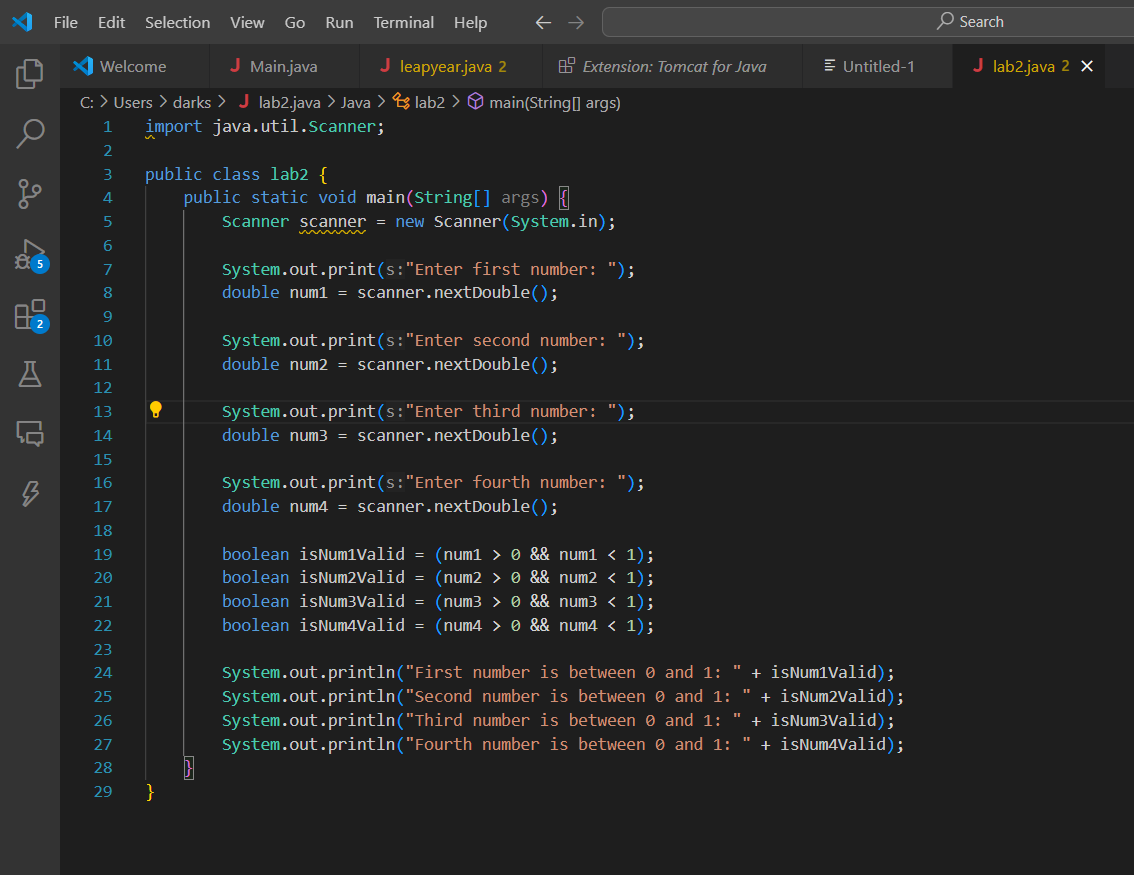 File Edit Selection View Go Run Terminal Help Search
Welcome Main.java leapyear.java 2 Extension: Tomcat for Java Untitled-1 lab2.java 2
C: > Users > darks > lab2.java > Java > lab2 > main(String[] args)
1 import java.util.Scanner;
2
3 public class lab2 {
4 public static void main(String[] args) {
5 Scanner scanner = new Scanner(System.in);
6
7 System.out.print(s:"Enter first number: ");
8 double num1 = scanner.nextDouble();
9
10 System.out.print(s:"Enter second number: ");
11 double num2 = scanner.nextDouble();
12
13 System.out.print(s:"Enter third number: ");
14 double num3 = scanner.nextDouble();
15
16 System.out.print(s:"Enter fourth number: ");
17 double num4 = scanner.nextDouble();
18
19 boolean isNum1Valid = (num1 > 0 && num1 < 1);
20 boolean isNum2Valid = (num2 > 0 && num2 < 1);
21 boolean isNum3Valid = (num3 > 0 && num3 < 1);
22 boolean isNum4Valid = (num4 > 0 && num4 < 1);
23
24 System.out.println("First number is between 0 and 1: " + isNum1Valid);
25 System.out.println("Second number is between 0 and 1: " + isNum2Valid);
26 System.out.println("Third number is between 0 and 1: " + isNum3Valid);
27 System.out.println("Fourth number is between 0 and 1: " + isNum4Valid);
28 }
29 }
5
2